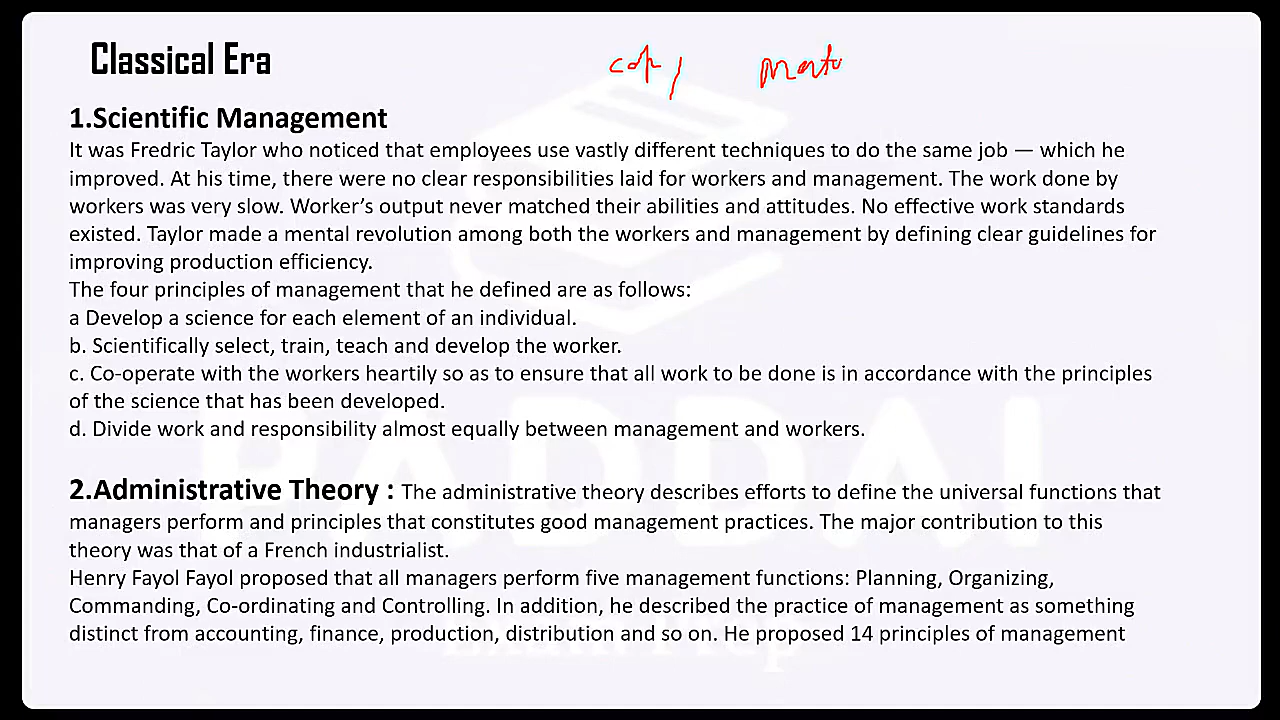 Classical Era
1.Scientific Management
It was Fredric Taylor who noticed that employees use vastly different techniques to do the same job — which he
improved. At his time, there were no clear responsibilities laid for workers and management. The work done by
workers was very slow. Worker's output never matched their abilities and attitudes. No effective work standards
existed. Taylor made a mental revolution among both the workers and management by defining clear guidelines for
improving production efficiency.
The four principles of management that he defined are as follows:
a Develop a science for each element of an individual.
b. Scientifically select, train, teach and develop the worker.
c. Co-operate with the workers heartily so as to ensure that all work to be done is in accordance with the principles
of the science that has been developed.
d. Divide work and responsibility almost equally between management and workers.
2.Administrative Theory : The administrative theory describes efforts to define the universal functions that
managers perform and principles that constitutes good management practices. The major contribution to this
theory was that of a French industrialist.
Henry Fayol Fayol proposed that all managers perform five management functions: Planning, Organizing,
Commanding, Co-ordinating and Controlling. In addition, he described the practice of management as something
distinct from accounting, finance, production, distribution and so on. He proposed 14 principles of management